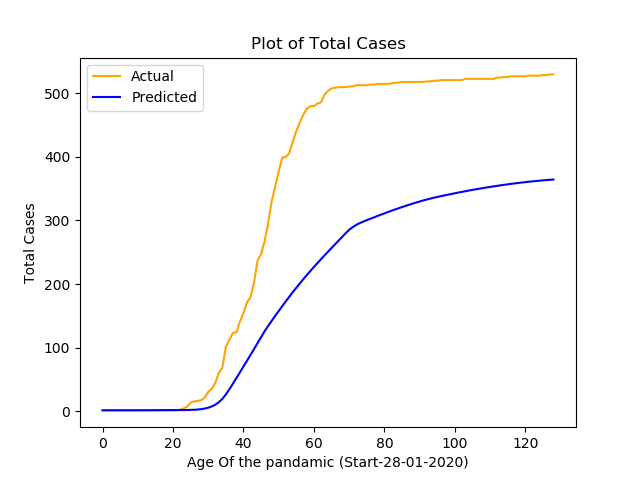 Plot of Total Cases
Actual
Predicted
500
400
300
200
100
0
Total Cases
0 20 40 60 80 100 120
Age Of the pandamic (Start-28-01-2020)